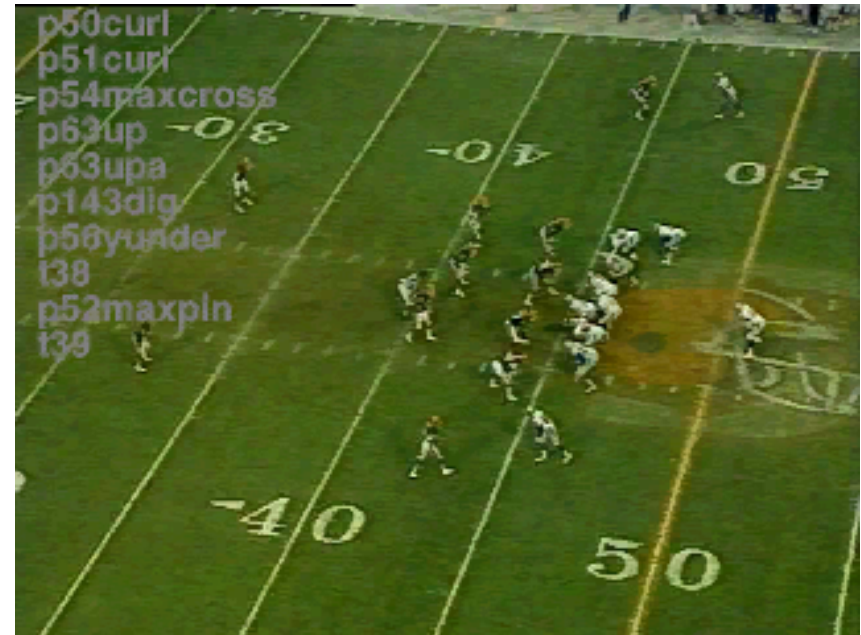 p50curl
p51curl
p54maxcross
p63up
p63upa
p143dig
p56yunder
t38
p52maxpin
t39
30
40
50
40
50